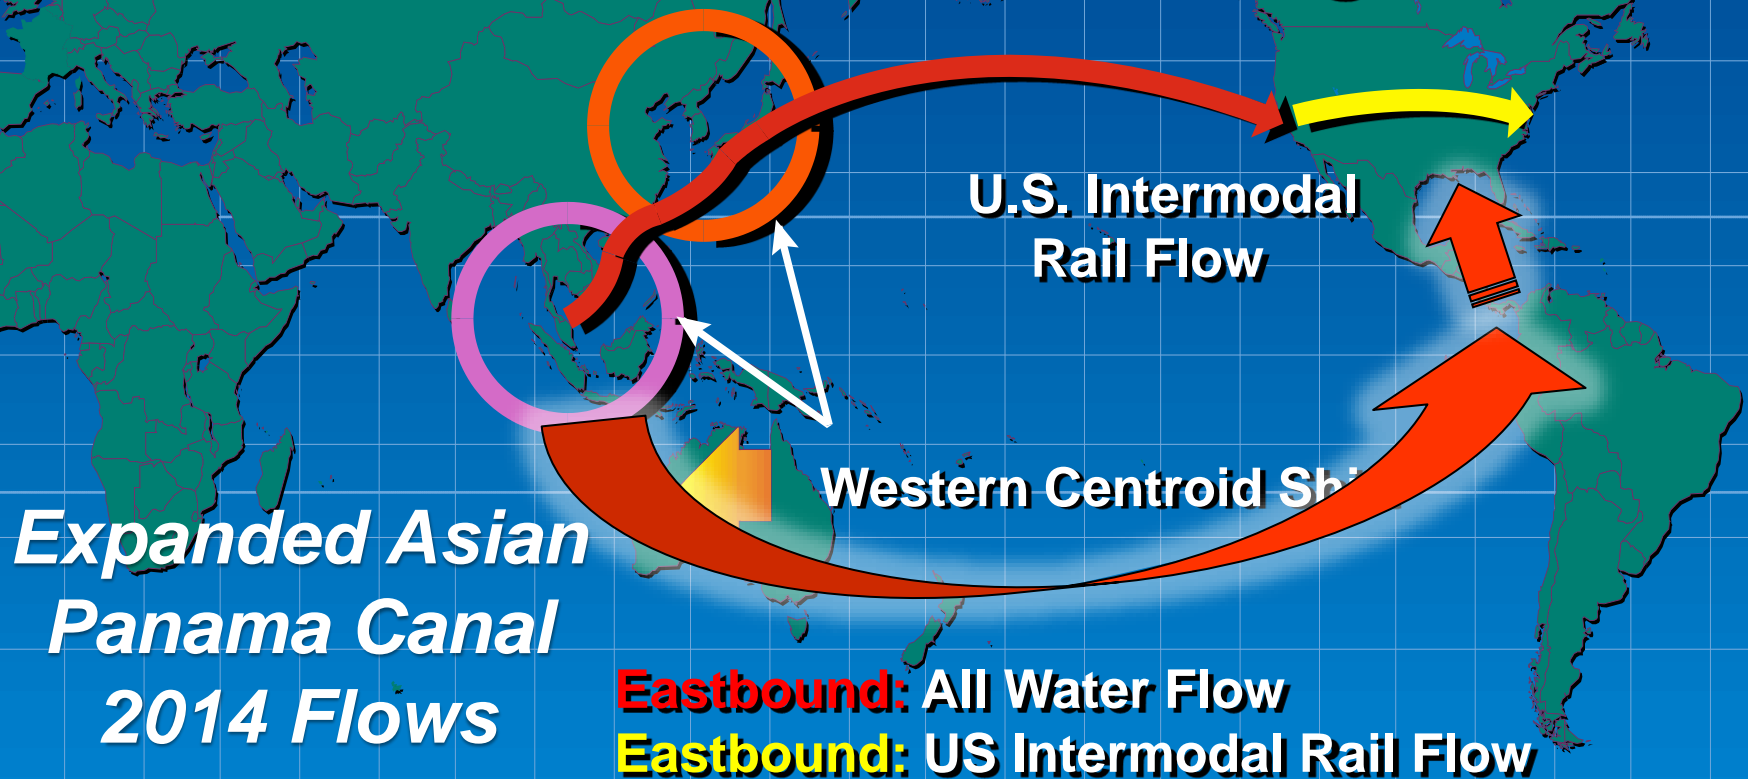 U.S. Intermodal
Rail Flow
Western Centroid
Expanded Asian
Panama Canal
2014 Flows
Eastbound: All Water Flow
Eastbound: US Intermodal Rail Flow